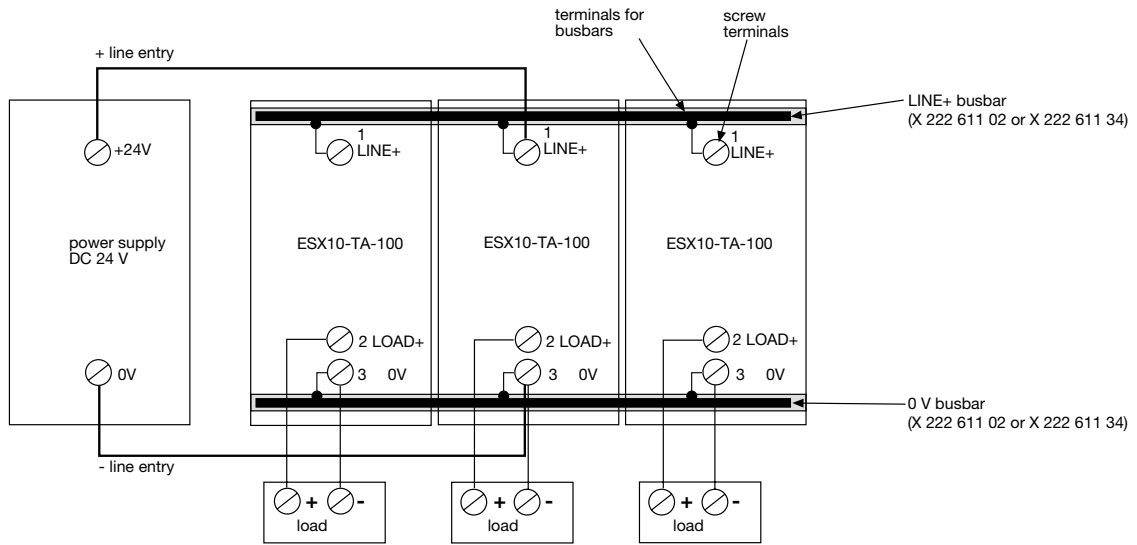 terminals for
busbars
screw
terminals
+ line entry
LINE+ busbar
(X 222 611 02 or X 222 611 34)
+24V
1
LINE+
1
LINE+
1
LINE+
power supply
DC 24 V
ESX10-TA-100
ESX10-TA-100
ESX10-TA-100
2 LOAD+
2 LOAD+
2 LOAD+
0V
3 0V
3 0V
3 0V
0 V busbar
(X 222 611 02 or X 222 611 34)
- line entry
+ -
load
+ -
load
+ -
load